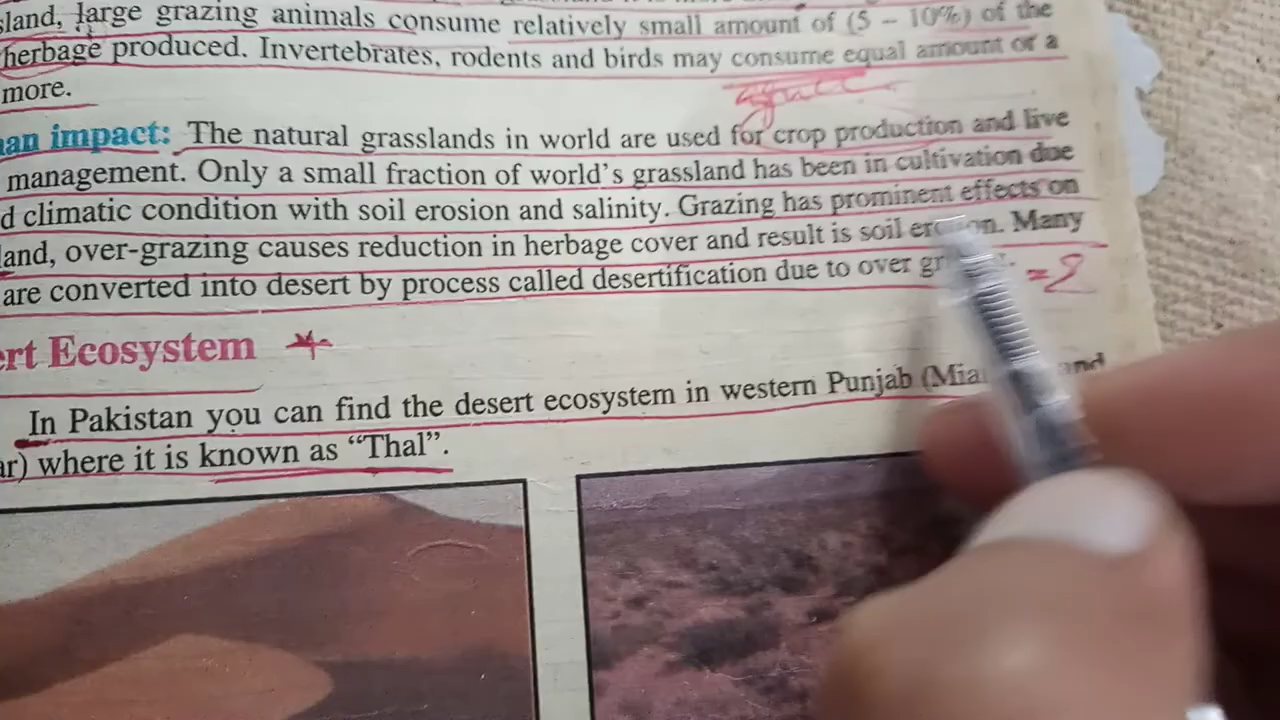 sland, large grazing animals consume relatively small amount of (5 – 10%) of the
herbage produced. Invertebrates, rodents and birds may consume equal amount or a
more.
an impact: The natural grasslands in world are used for crop production and live
management. Only a small fraction of world's grassland has been in cultivation due
d climatic condition with soil erosion and salinity. Grazing has prominent effects on
land, over-grazing causes reduction in herbage cover and result is soil erosion. Many
are converted into desert by process called desertification due to over
= 2
ert Ecosystem
In Pakistan you can find the desert ecosystem in western Punjab (Mia and
ar) where it is known as “Thal”.